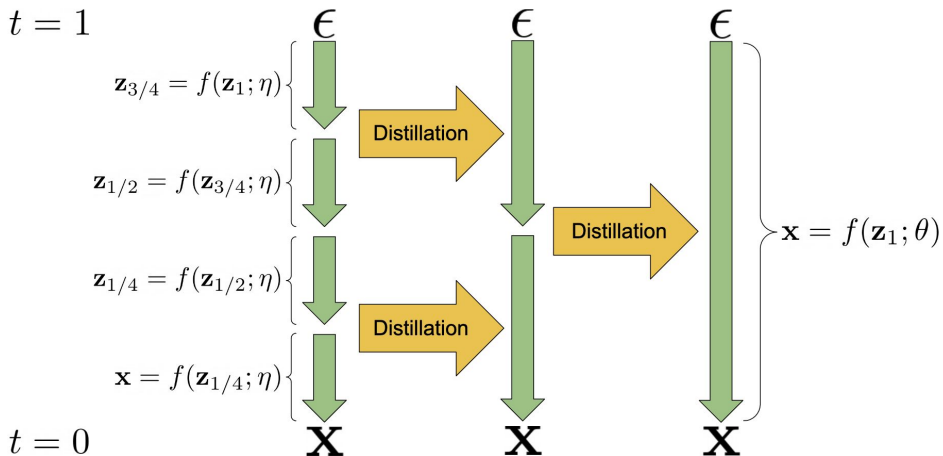 t = 1
ϵ ϵ ϵ
z_{3/4} = f(z_1; η)
Distillation
z_{1/2} = f(z_{3/4}; η)
Distillation
x = f(z_1; θ)
z_{1/4} = f(z_{1/2}; η)
Distillation
x = f(z_{1/4}; η)
t = 0
x x x